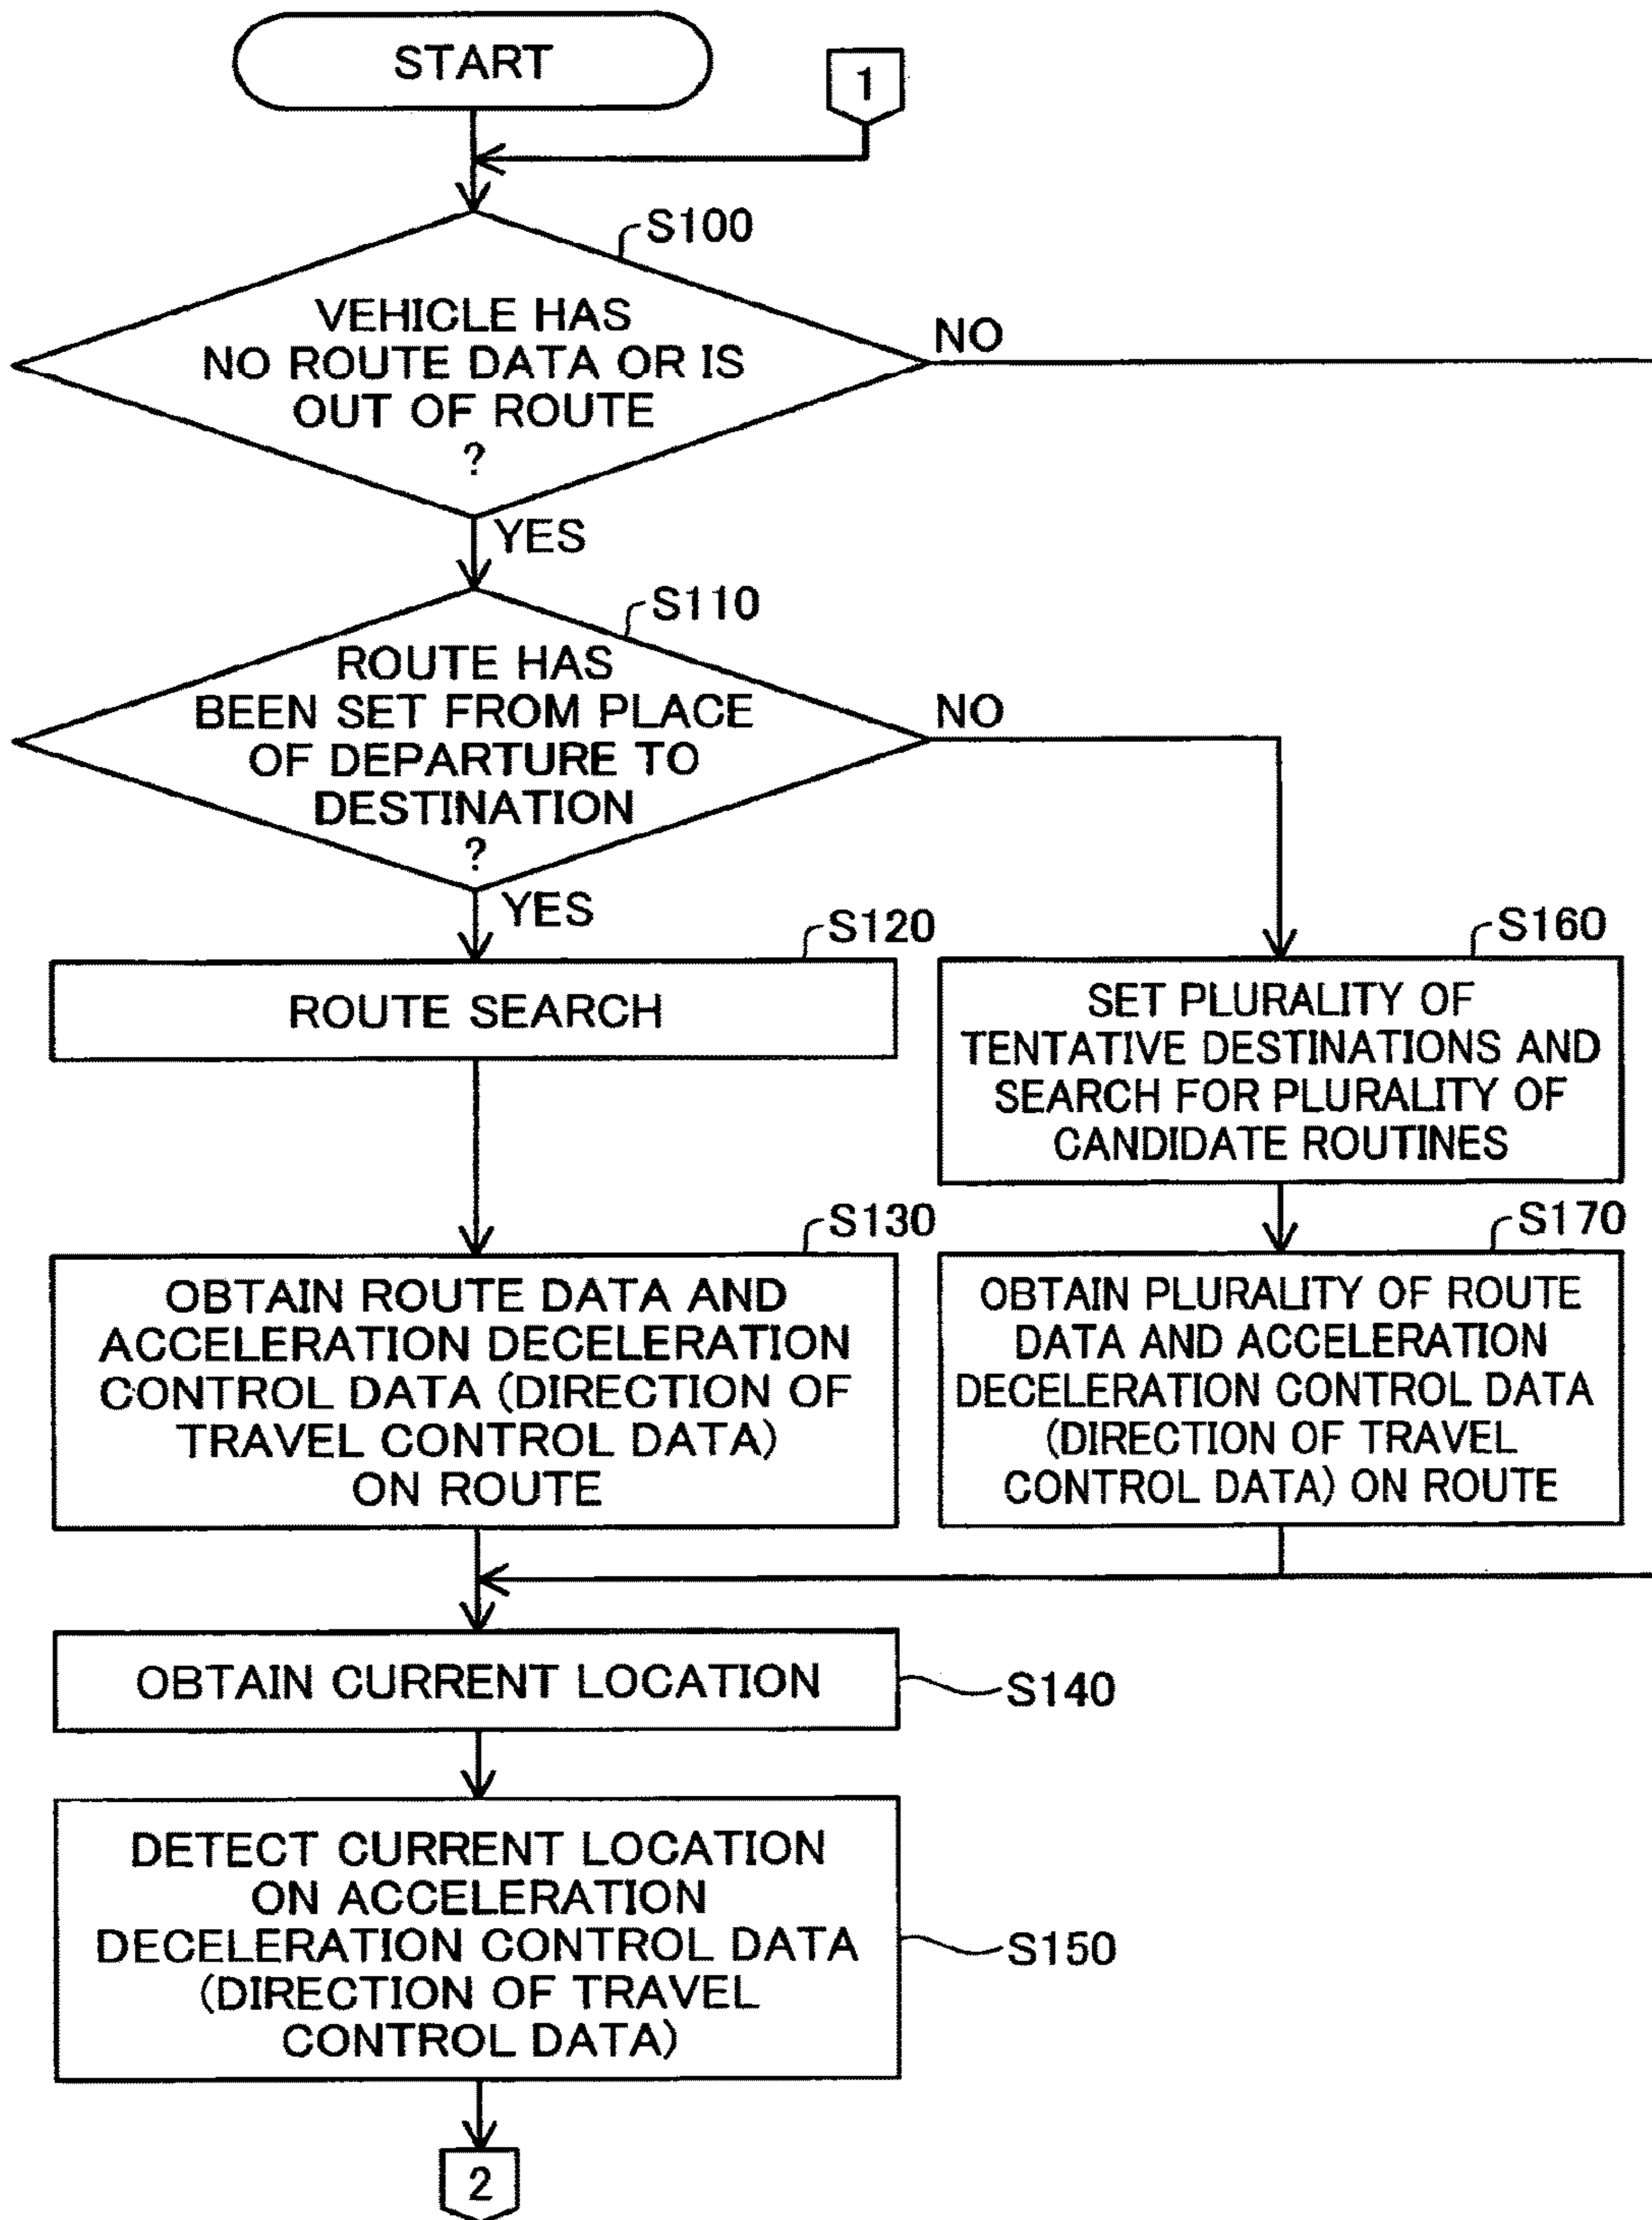 START
1
S100
VEHICLE HAS
NO ROUTE DATA OR IS
OUT OF ROUTE
?
NO
YES
S110
ROUTE HAS
BEEN SET FROM PLACE
OF DEPARTURE TO
DESTINATION
?
NO
YES
S120
ROUTE SEARCH
S160
SET PLURALITY OF
TENTATIVE DESTINATIONS AND
SEARCH FOR PLURALITY OF
CANDIDATE ROUTINES
S130
OBTAIN ROUTE DATA AND
ACCELERATION DECELERATION
CONTROL DATA (DIRECTION OF
TRAVEL CONTROL DATA)
ON ROUTE
S170
OBTAIN PLURALITY OF ROUTE
DATA AND ACCELERATION
DECELERATION CONTROL DATA
(DIRECTION OF TRAVEL
CONTROL DATA) ON ROUTE
OBTAIN CURRENT LOCATION
S140
DETECT CURRENT LOCATION
ON ACCELERATION
DECELERATION CONTROL DATA
(DIRECTION OF TRAVEL
CONTROL DATA)
S150
2